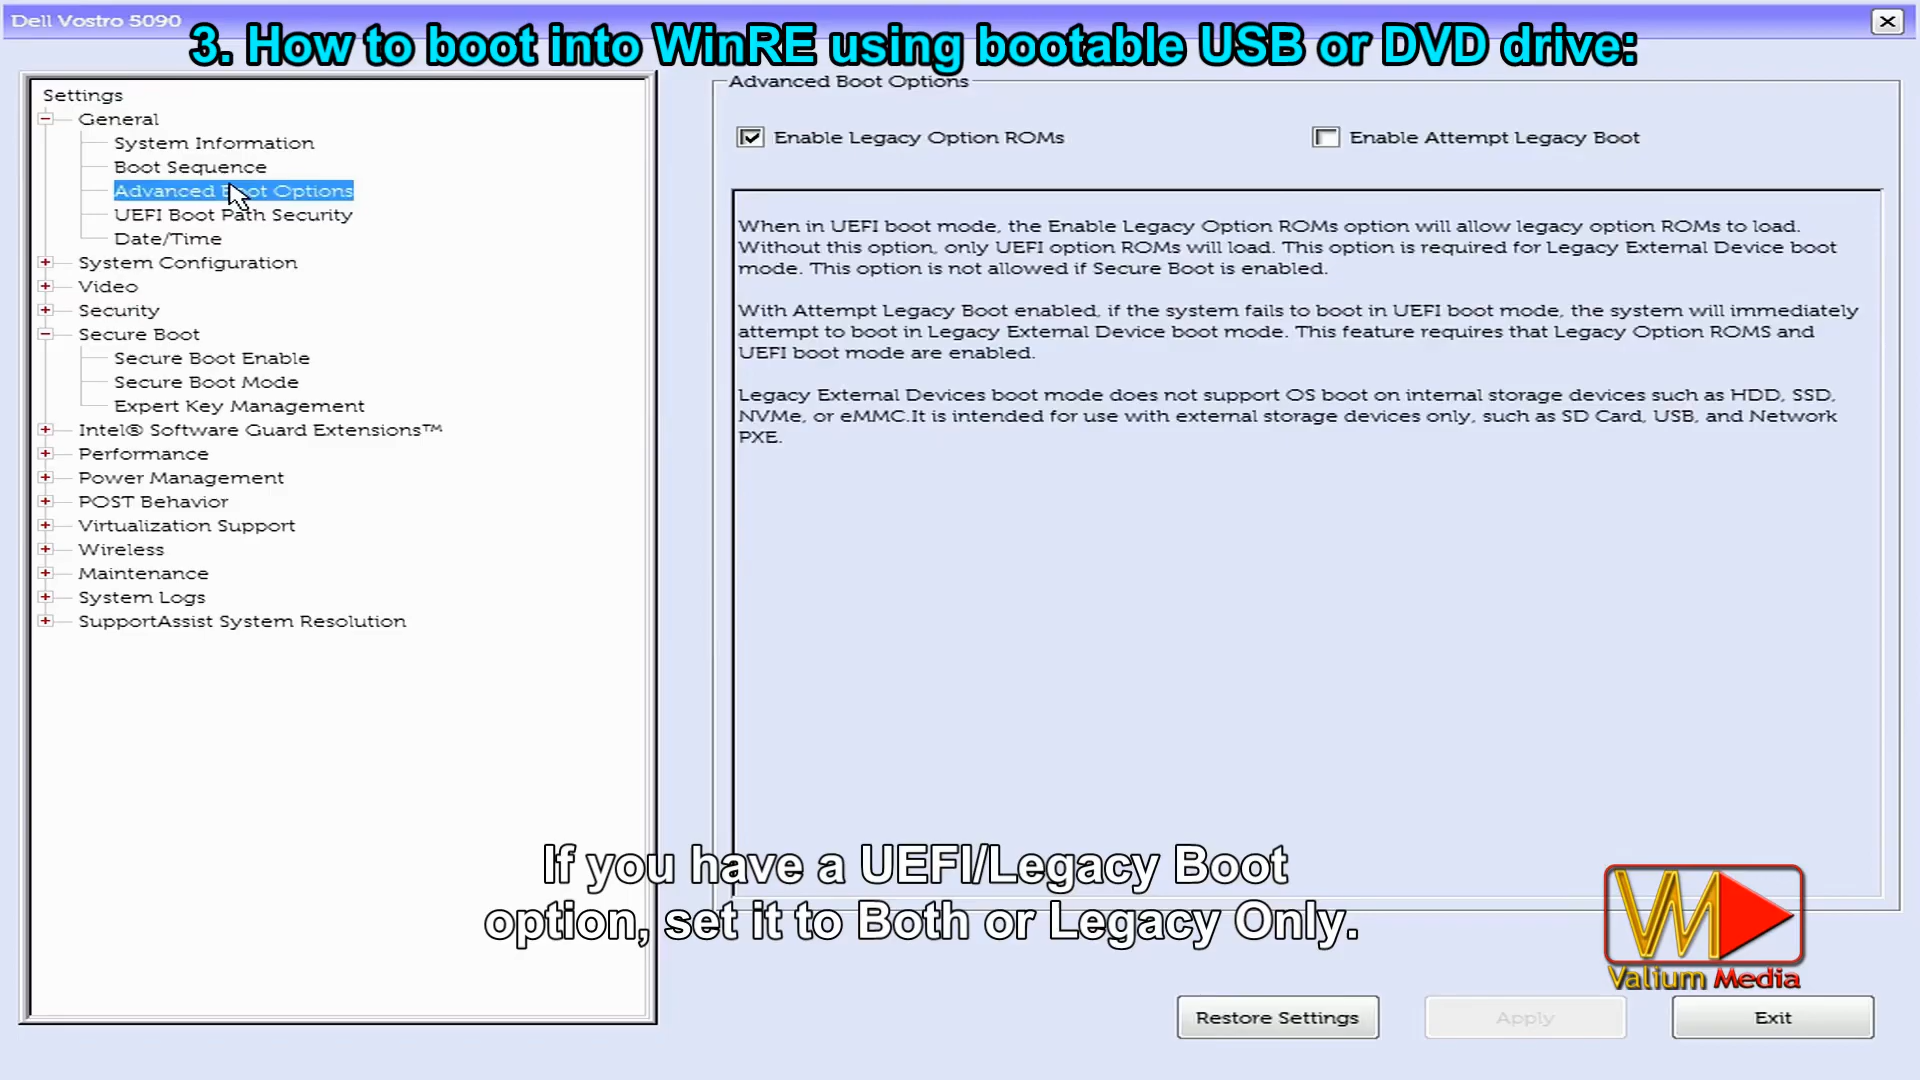 Dell Vostro 5090
3. How to boot into WinRE using bootable USB or DVD drive:
Settings
General
System Information
Boot Sequence
Advanced Boot Options
UEFI Boot Path Security
Date/Time
System Configuration
Video
Security
Secure Boot
Secure Boot Enable
Secure Boot Mode
Expert Key Management
Intel® Software Guard Extensions™
Performance
Power Management
POST Behavior
Virtualization Support
Wireless
Maintenance
System Logs
SupportAssist System Resolution
Advanced Boot Options
Enable Legacy Option ROMs
Enable Attempt Legacy Boot
When in UEFI boot mode, the Enable Legacy Option ROMs option will allow legacy option ROMs to load.
Without this option, only UEFI option ROMs will load. This option is required for Legacy External Device boot
mode. This option is not allowed if Secure Boot is enabled.
With Attempt Legacy Boot enabled, if the system fails to boot in UEFI boot mode, the system will immediately
attempt to boot in Legacy External Device boot mode. This feature requires that Legacy Option ROMS and
UEFI boot mode are enabled.
Legacy External Devices boot mode does not support OS boot on internal storage devices such as HDD, SSD,
NVMe, or eMMC.It is intended for use with external storage devices only, such as SD Card, USB, and Network
PXE.
If you have a UEFI/Legacy Boot
option, set it to Both or Legacy Only.
VM
Valium Media
Restore Settings
Apply
Exit